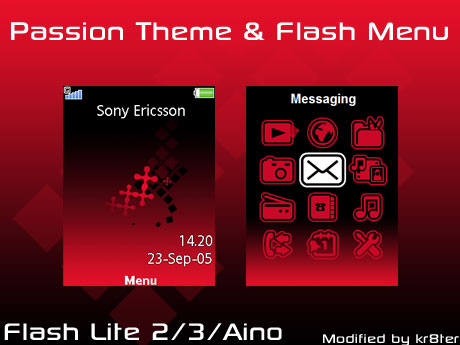 Passion Theme & Flash Menu
Sony Ericsson
14.20
23-Sep-05
Menu
Messaging
Flash Lite 2/3/Aino
Modified by kr8ter